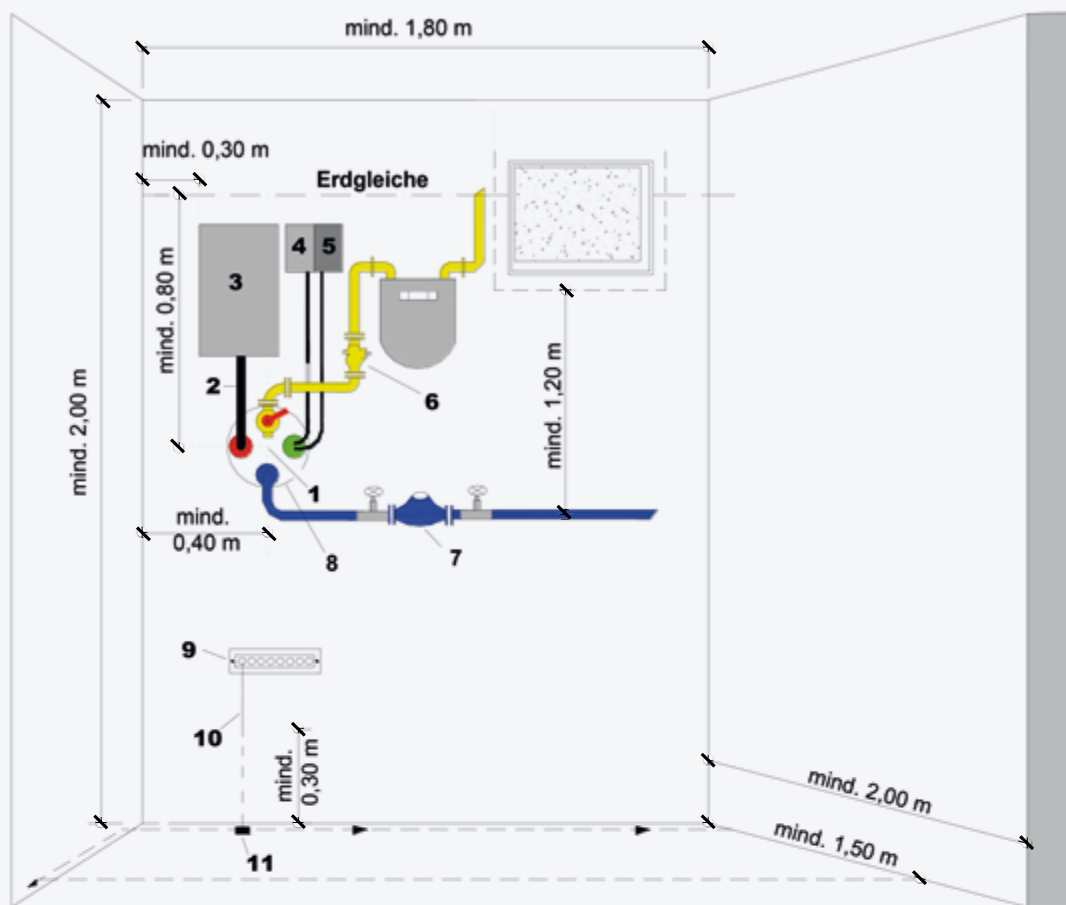 mind. 1,80 m
mind. 0,30 m
Erdgleiche
4
5
3
mind. 0,80 m
2
6
mind. 2,00 m
mind. 1,20 m
1
mind.
0,40 m
8
7
9
10
mind.
0,30 m
mind. 2,00 m
mind. 1,50 m
11